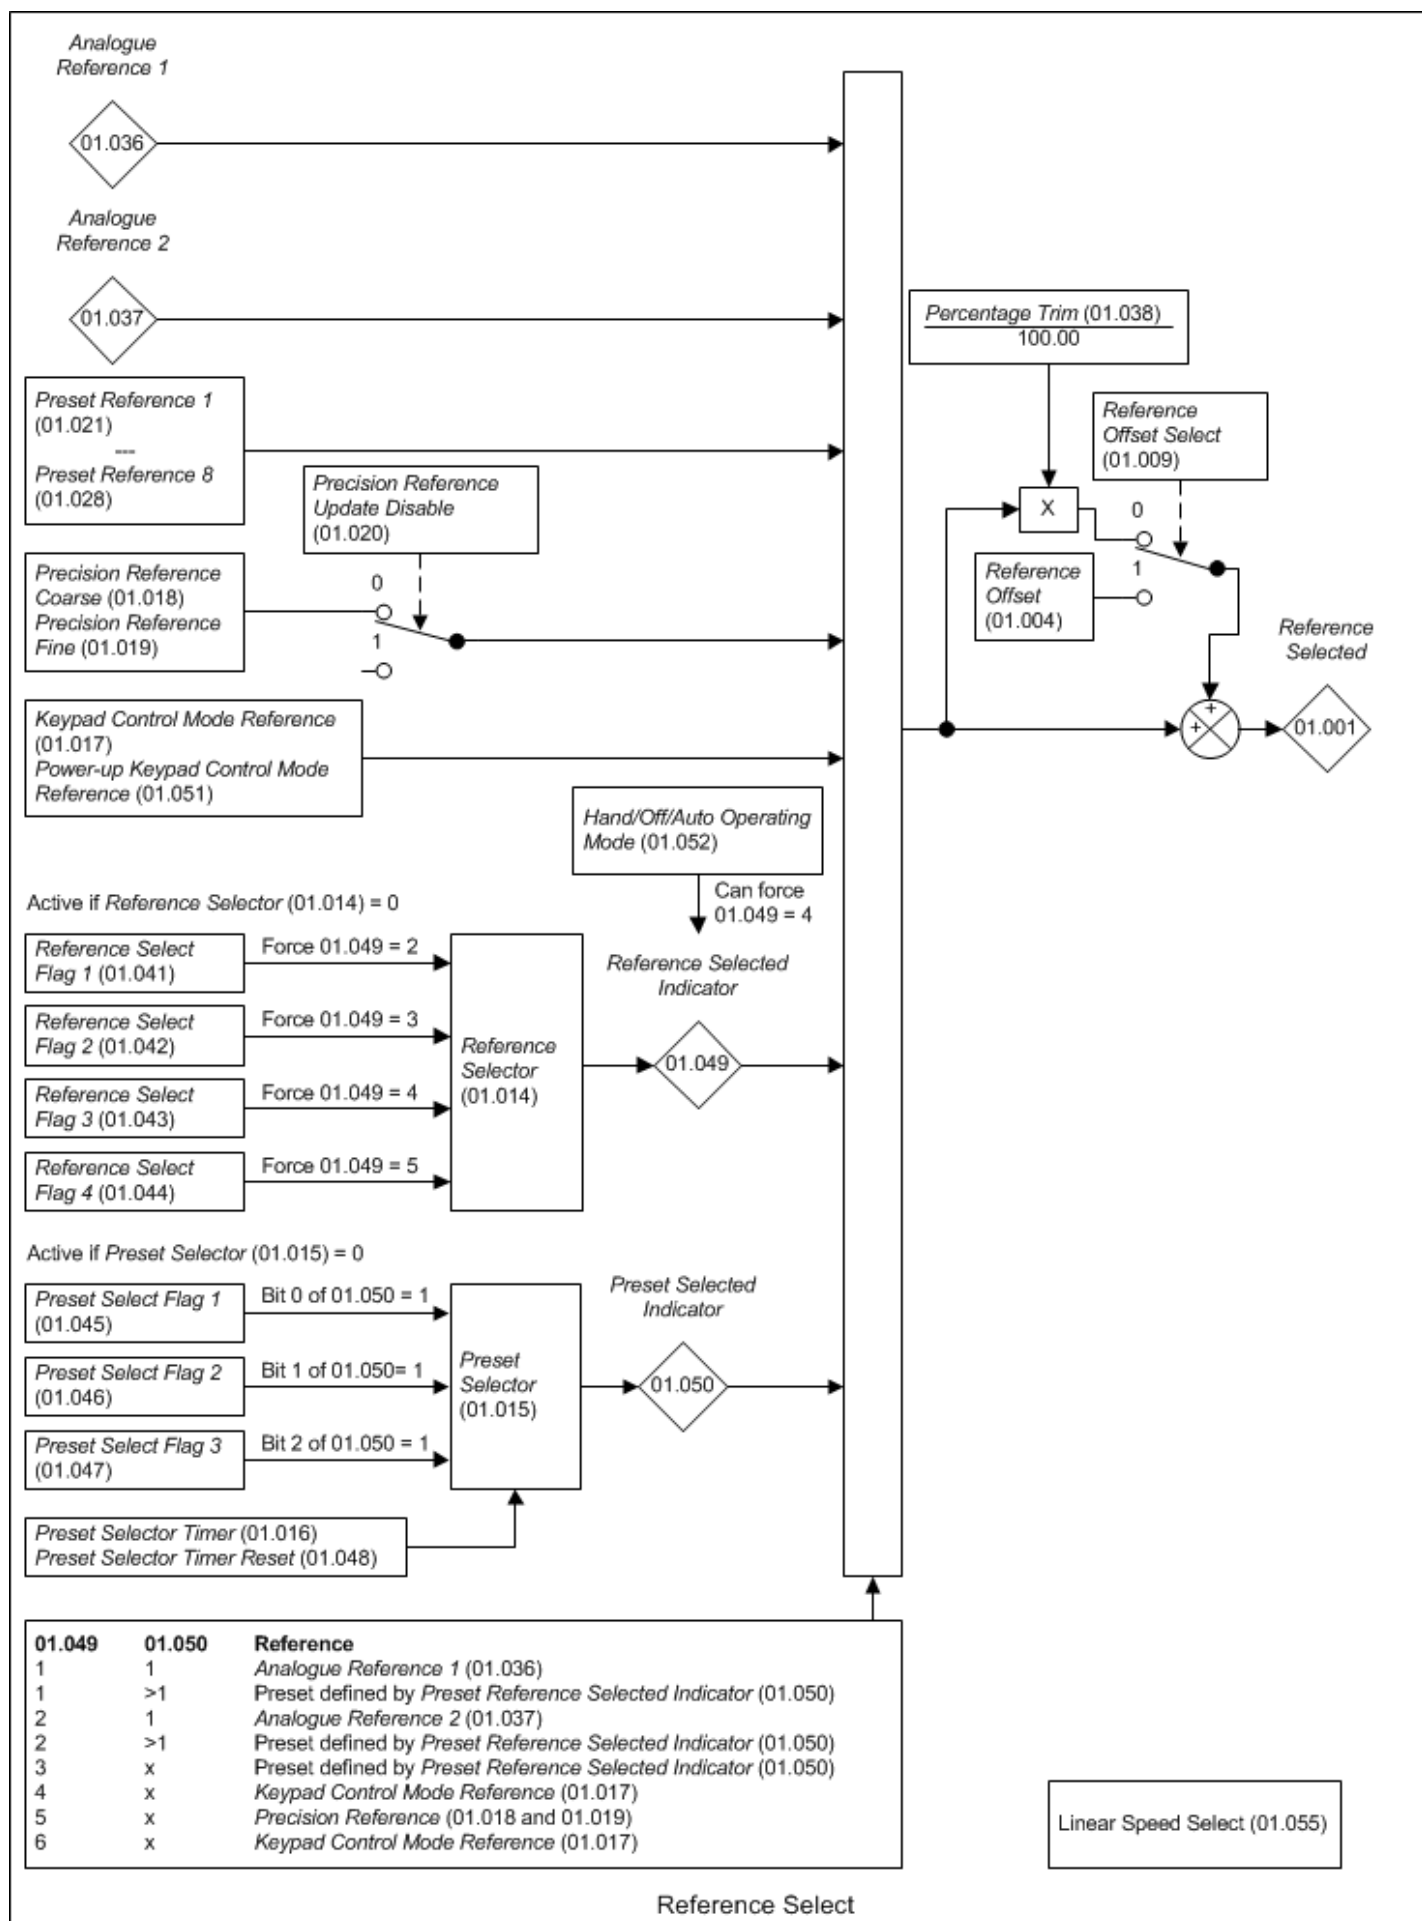 Analogue
Reference 1
01.036
Analogue
Reference 2
01.037
Percentage Trim (01.038)
100.00
Preset Reference 1
(01.021)
---
Preset Reference 8
(01.028)
Reference
Offset Select
(01.009)
Precision Reference
Update Disable
(01.020)
X
0
1
Reference
Offset
(01.004)
Precision Reference
Coarse (01.018)
Precision Reference
Fine (01.019)
0
1
Reference
Selected
+
+
01.001
Keypad Control Mode Reference
(01.017)
Power-up Keypad Control Mode
Reference (01.051)
Hand/Off/Auto Operating
Mode (01.052)
Can force
01.049 = 4
Active if Reference Selector (01.014) = 0
Reference Select
Flag 1 (01.041)
Force 01.049 = 2
Reference Select
Flag 2 (01.042)
Force 01.049 = 3
Reference Select
Flag 3 (01.043)
Force 01.049 = 4
Reference Select
Flag 4 (01.044)
Force 01.049 = 5
Reference
Selector
(01.014)
Reference Selected
Indicator
01.049
Active if Preset Selector (01.015) = 0
Preset Select Flag 1
(01.045)
Bit 0 of 01.050 = 1
Preset Select Flag 2
(01.046)
Bit 1 of 01.050= 1
Preset Select Flag 3
(01.047)
Bit 2 of 01.050 = 1
Preset
Selector
(01.015)
Preset Selected
Indicator
01.050
Preset Selector Timer (01.016)
Preset Selector Timer Reset (01.048)
01.049 01.050 Reference
1 1 Analogue Reference 1 (01.036)
1 >1 Preset defined by Preset Reference Selected Indicator (01.050)
2 1 Analogue Reference 2 (01.037)
2 >1 Preset defined by Preset Reference Selected Indicator (01.050)
3 x Preset defined by Preset Reference Selected Indicator (01.050)
4 x Keypad Control Mode Reference (01.017)
5 x Precision Reference (01.018 and 01.019)
6 x Keypad Control Mode Reference (01.017)
Linear Speed Select (01.055)
Reference Select